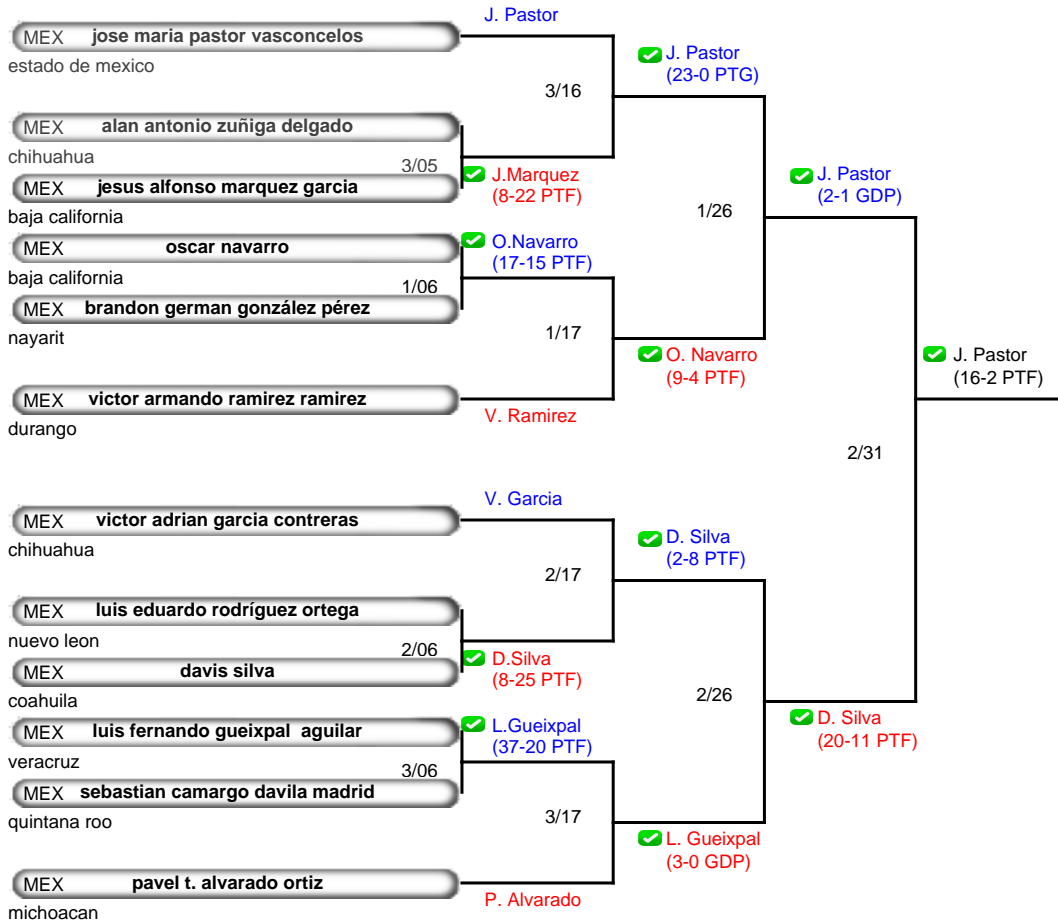 J. Pastor
MEX jose maria pastor vasconcelos
estado de mexico
3/16
J. Pastor
(23-0 PTG)
MEX alan antonio zuñiga delgado
chihuahua
3/05
MEX jesus alfonso marquez garcia
baja california
J.Marquez
(8-22 PTF)
1/26
J. Pastor
(2-1 GDP)
MEX oscar navarro
baja california
O.Navarro
(17-15 PTF)
1/06
MEX brandon german gonzález pérez
nayarit
1/17
O. Navarro
(9-4 PTF)
J. Pastor
(16-2 PTF)
MEX victor armando ramirez ramirez
durango
V. Ramirez
2/31
V. Garcia
MEX victor adrian garcia contreras
chihuahua
2/17
D. Silva
(2-8 PTF)
MEX luis eduardo rodríguez ortega
nuevo leon
2/06
MEX davis silva
coahuila
D.Silva
(8-25 PTF)
2/26
D. Silva
(20-11 PTF)
MEX luis fernando gueixpal aguilar
veracruz
L.Gueixpal
(37-20 PTF)
3/06
MEX sebastian camargo davila madrid
quintana roo
3/17
L. Gueixpal
(3-0 GDP)
MEX pavel t. alvarado ortiz
michoacan
P. Alvarado